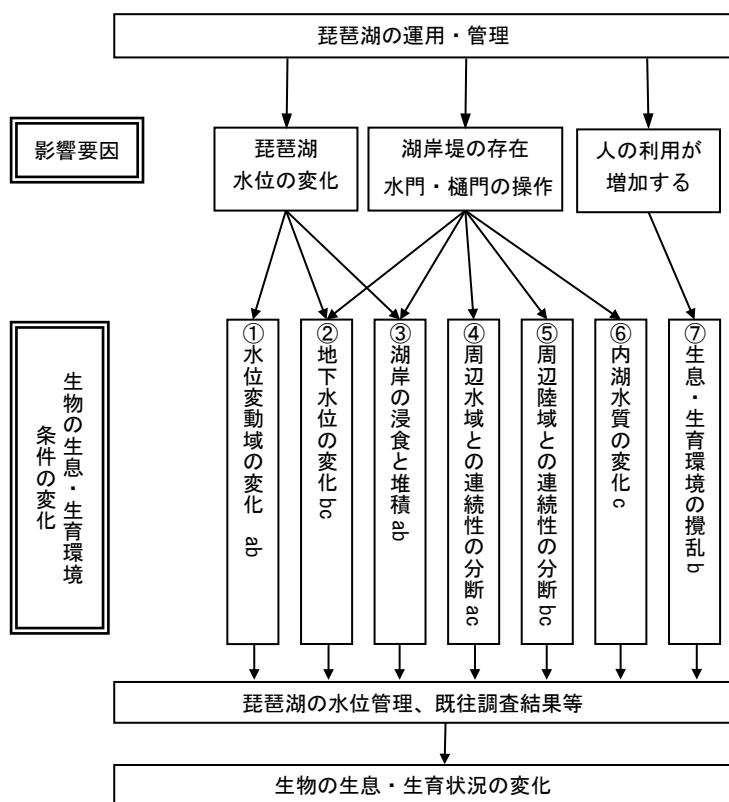 琵琶湖の運用・管理
影響要因
琵琶湖
水位の変化
湖岸堤の存在
水門・樋門の操作
人の利用が
増加する
生物の生息・生育環境
条件の変化
①水位変動域の変化 ab
②地下水位の変化 bc
③湖岸の浸食と堆積 ab
④周辺水域との連続性の分断 ac
⑤周辺陸域との連続性の分断 bc
⑥内湖水質の変化 c
⑦生息・生育環境の攪乱 b
琵琶湖の水位管理、既往調査結果等
生物の生息・生育状況の変化